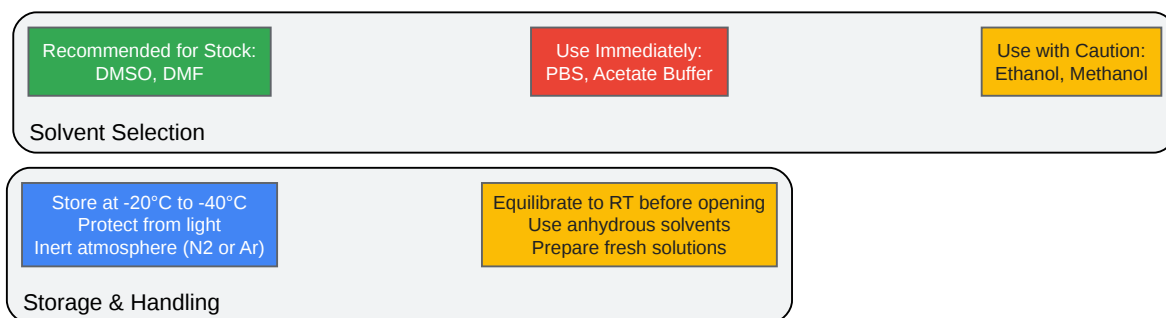 Recommended for Stock:
DMSO, DMF
Use Immediately:
PBS, Acetate Buffer
Use with Caution:
Ethanol, Methanol
Solvent Selection
Store at -20°C to -40°C
Protect from light
Inert atmosphere (N2 or Ar)
Equilibrate to RT before opening
Use anhydrous solvents
Prepare fresh solutions
Storage & Handling